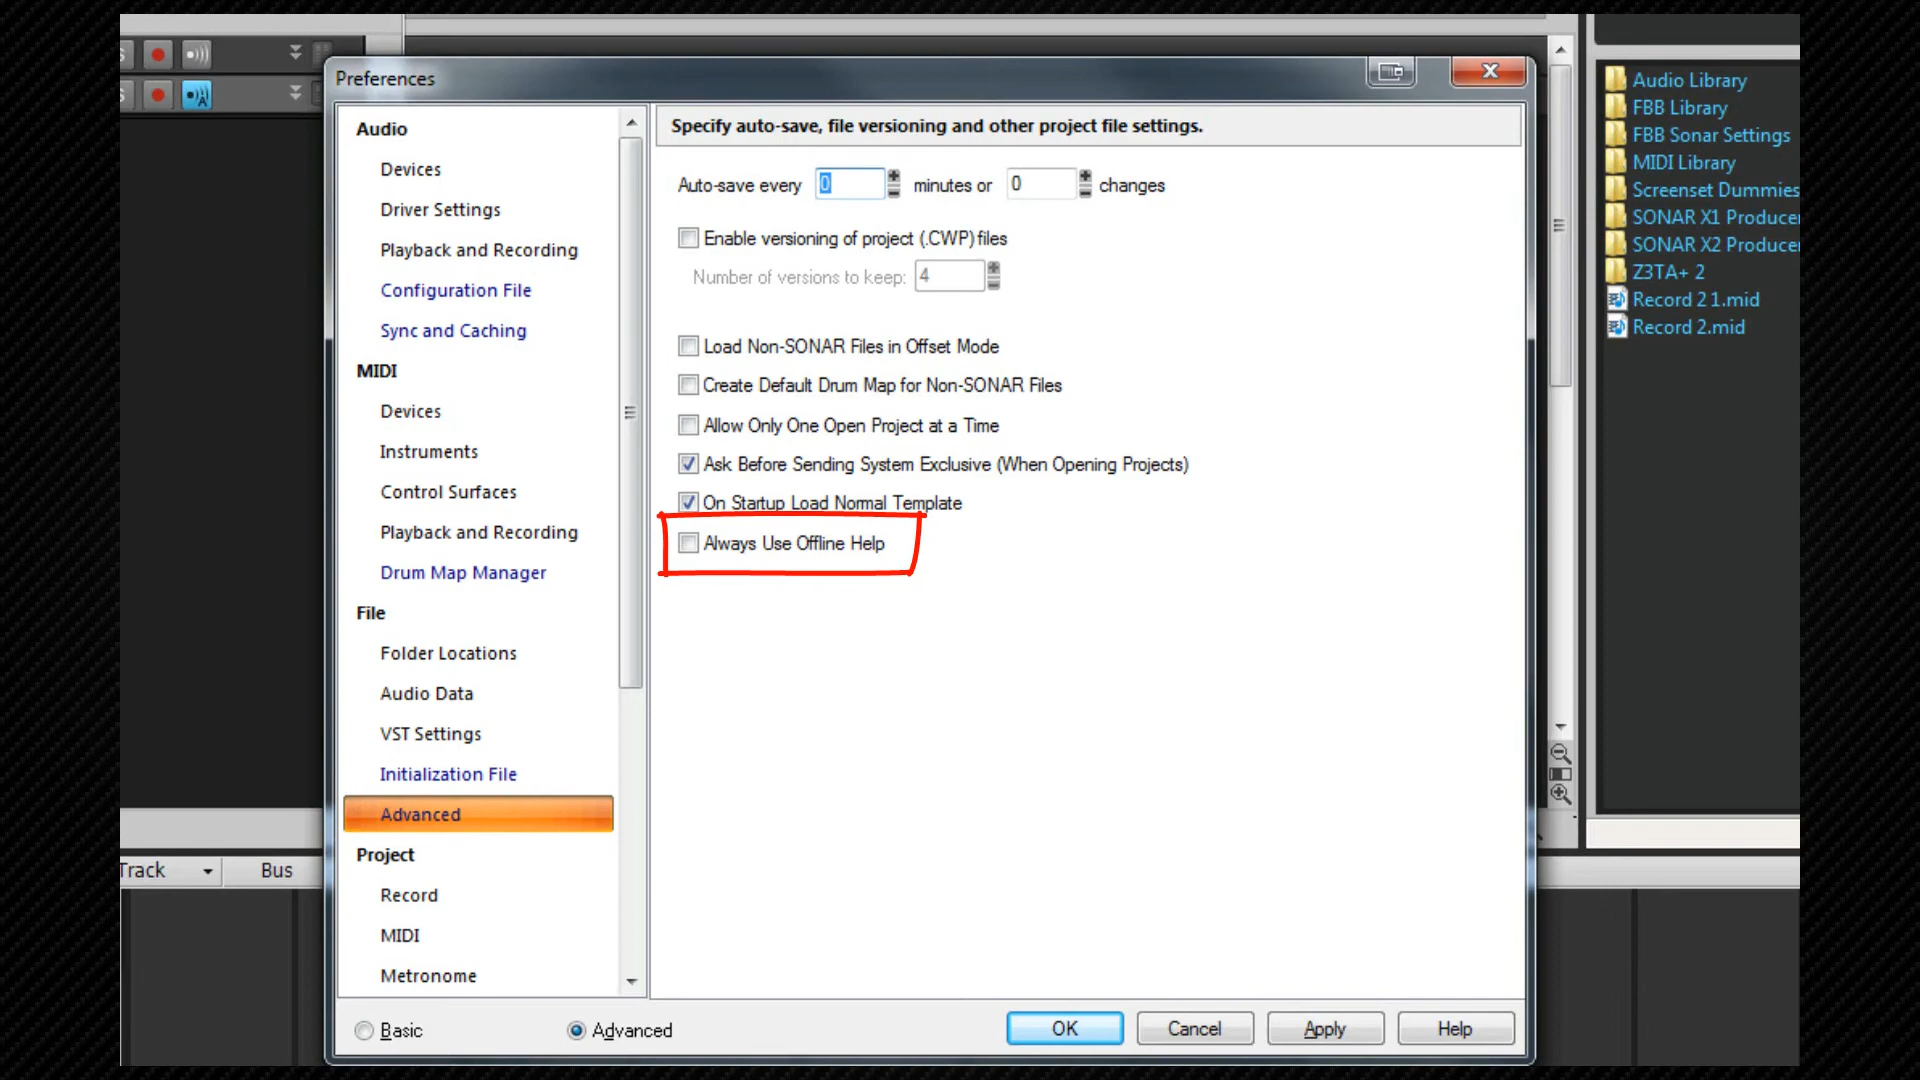 Preferences
Audio
Devices
Driver Settings
Playback and Recording
Configuration File
Sync and Caching
MIDI
Devices
Instruments
Control Surfaces
Playback and Recording
Drum Map Manager
File
Folder Locations
Audio Data
VST Settings
Initialization File
Advanced
Project
Record
MIDI
Metronome
Basic
Advanced
Specify auto-save, file versioning and other project file settings.
Auto-save every 0 minutes or 0 changes
Enable versioning of project (.CWP) files
Number of versions to keep: 4
Load Non-SONAR Files in Offset Mode
Create Default Drum Map for Non-SONAR Files
Allow Only One Open Project at a Time
Ask Before Sending System Exclusive (When Opening Projects)
On Startup Load Normal Template
Always Use Offline Help
OK
Cancel
Apply
Help
Audio Library
FBB Library
FBB Sonar Settings
MIDI Library
Screenset Dummies
SONAR X1 Producer
SONAR X2 Producer
Z3TA+ 2
Record 2 1.mid
Record 2.mid
Track
Bus